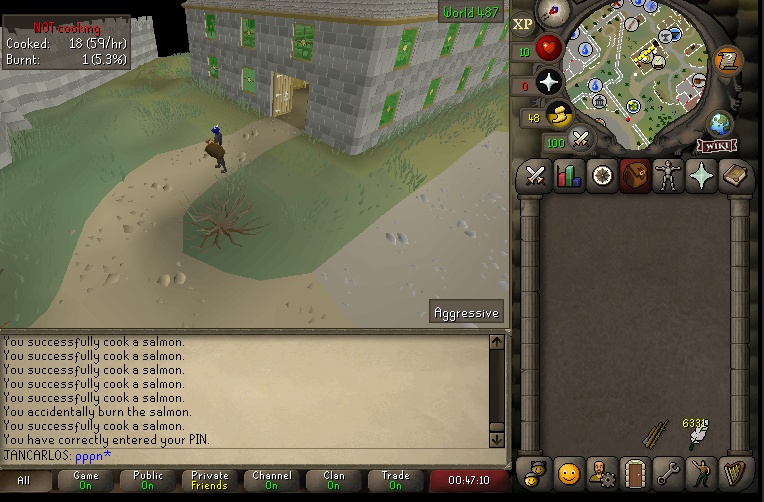 NOT cooking
World 487
Cooked: 18 (59/hr)
Burnt: 1 (5.3%)
XP
10
0
48
100
WIKI
Aggressive
You successfully cook a salmon.
You successfully cook a salmon.
You successfully cook a salmon.
You successfully cook a salmon.
You successfully cook a salmon.
You accidentally burn the salmon.
You successfully cook a salmon.
You have correctly entered your PIN.
JANCARLOS: pppn*
6331
All
Game
On
Public
On
Private
Friends
Channel
On
Clan
On
Trade
On
00:47:10